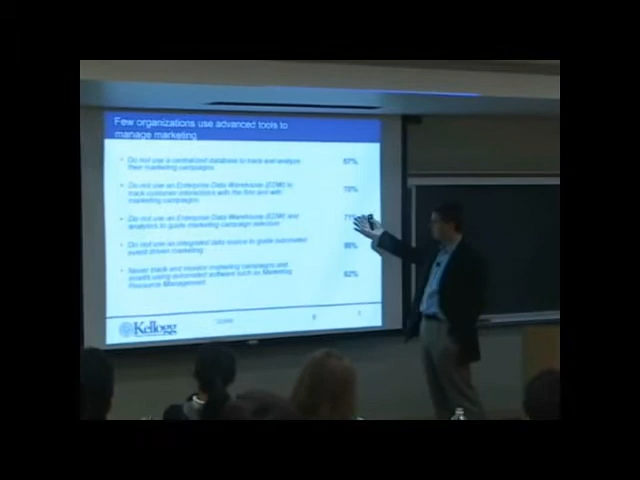 Few organizations use advanced tools to
manage marketing
• Do not use a centralized database to track and analyze
their marketing campaigns
57%
• Do not use an Enterprise Data Warehouse (EDW) to
track customer interactions with the firm and with
marketing campaigns
70%
• Do not use an Enterprise Data Warehouse (EDW) and
analytics to guide marketing campaign selection
71%
• Do not use an integrated data source to guide automated
event driven marketing
80%
• Never track and monitor marketing campaigns and
assets using automated software such as Marketing
Resource Management
82%
Kellogg